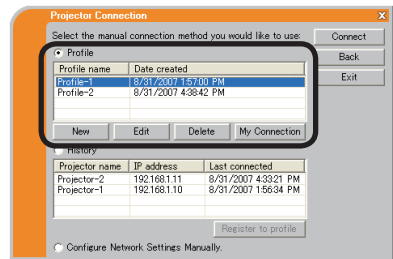 Projector Connection X
Select the manual connection method you would like to use: Connect
Profile Back
Profile name Date created Exit
Profile-1 8/31/2007 1:57:00 PM
Profile-2 8/31/2007 4:38:42 PM
New Edit Delete My Connection
History
Projector name IP address Last connected
Projector-2 192.168.1.11 8/31/2007 4:33:21 PM
Projector-1 192.168.1.10 8/31/2007 1:56:34 PM
Register to profile
Configure Network Settings Manually.